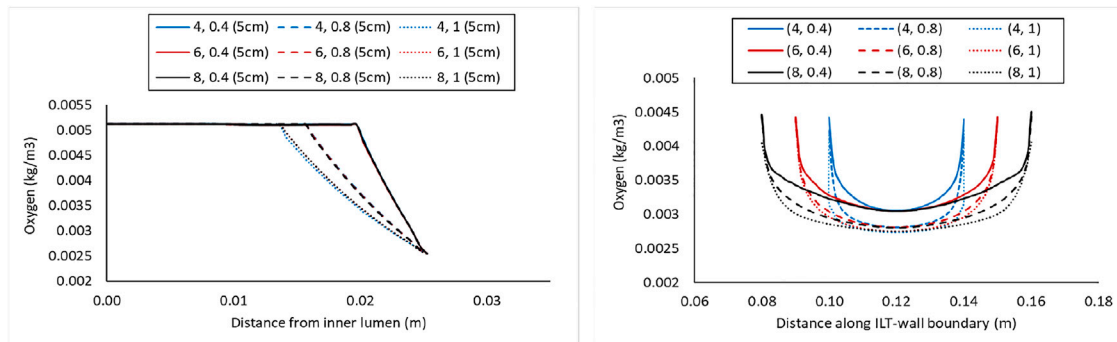 4, 0.4 (5cm) 4, 0.8 (5cm) 4, 1 (5cm)
6, 0.4 (5cm) 6, 0.8 (5cm) 6, 1 (5cm)
8, 0.4 (5cm) 8, 0.8 (5cm) 8, 1 (5cm)
0.0055
0.005
0.0045
0.004
0.0035
0.003
0.0025
0.002
Oxygen (kg/m3)
0.00 0.01 0.02 0.03
Distance from inner lumen (m)
(4, 0.4) (4, 0.8) (4, 1)
(6, 0.4) (6, 0.8) (6, 1)
(8, 0.4) (8, 0.8) (8, 1)
0.005
0.0045
0.004
0.0035
0.003
0.0025
0.002
Oxygen (kg/m3)
0.06 0.08 0.10 0.12 0.14 0.16 0.18
Distance along ILT-wall boundary (m)